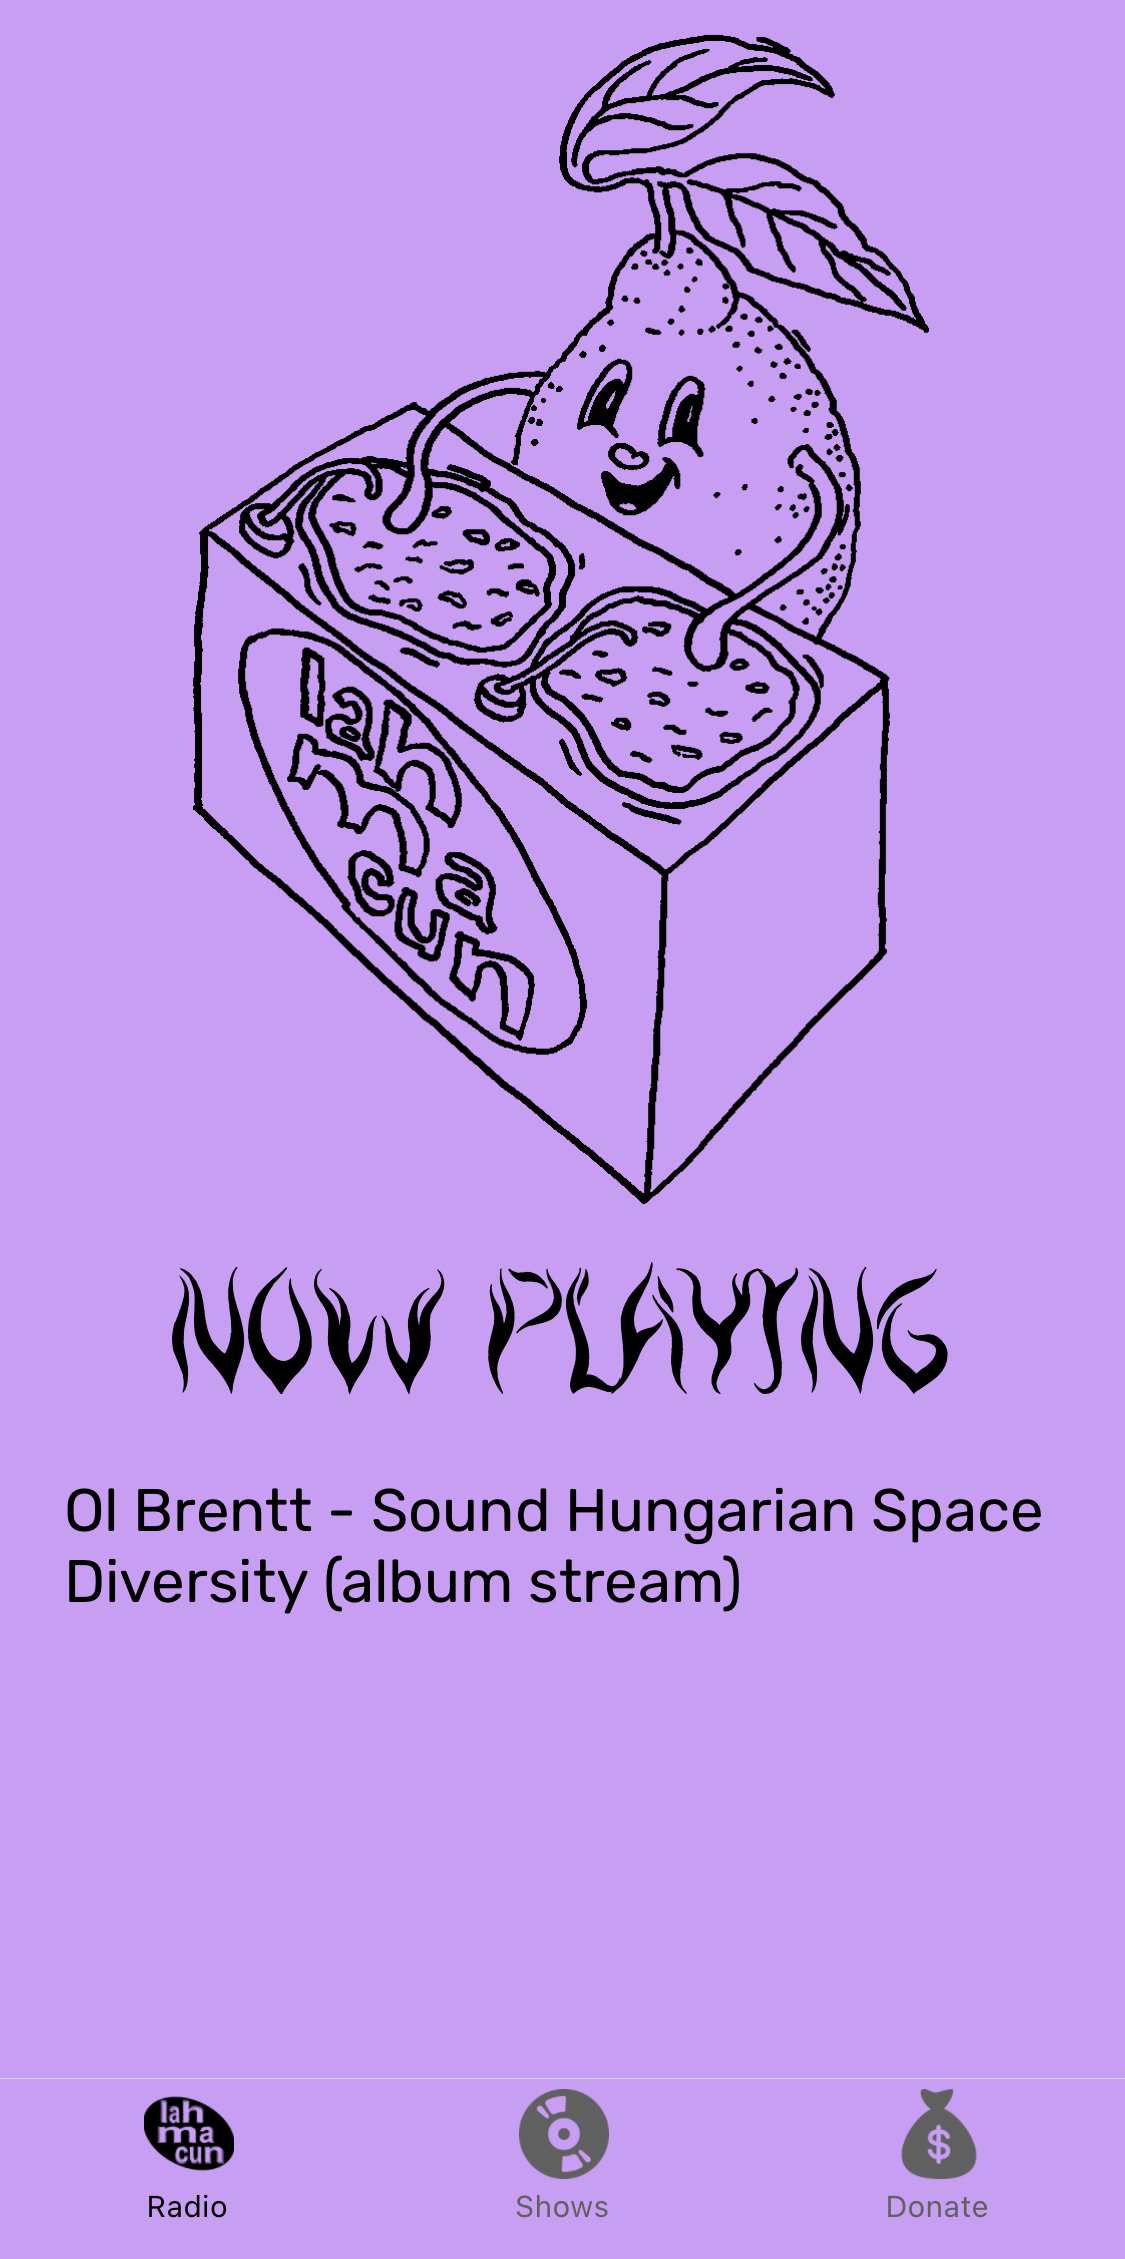 lah
ma
cun
NOW PLAYING
Ol Brentt - Sound Hungarian Space
Diversity (album stream)
lah
ma
cun
$
Radio
Shows
Donate